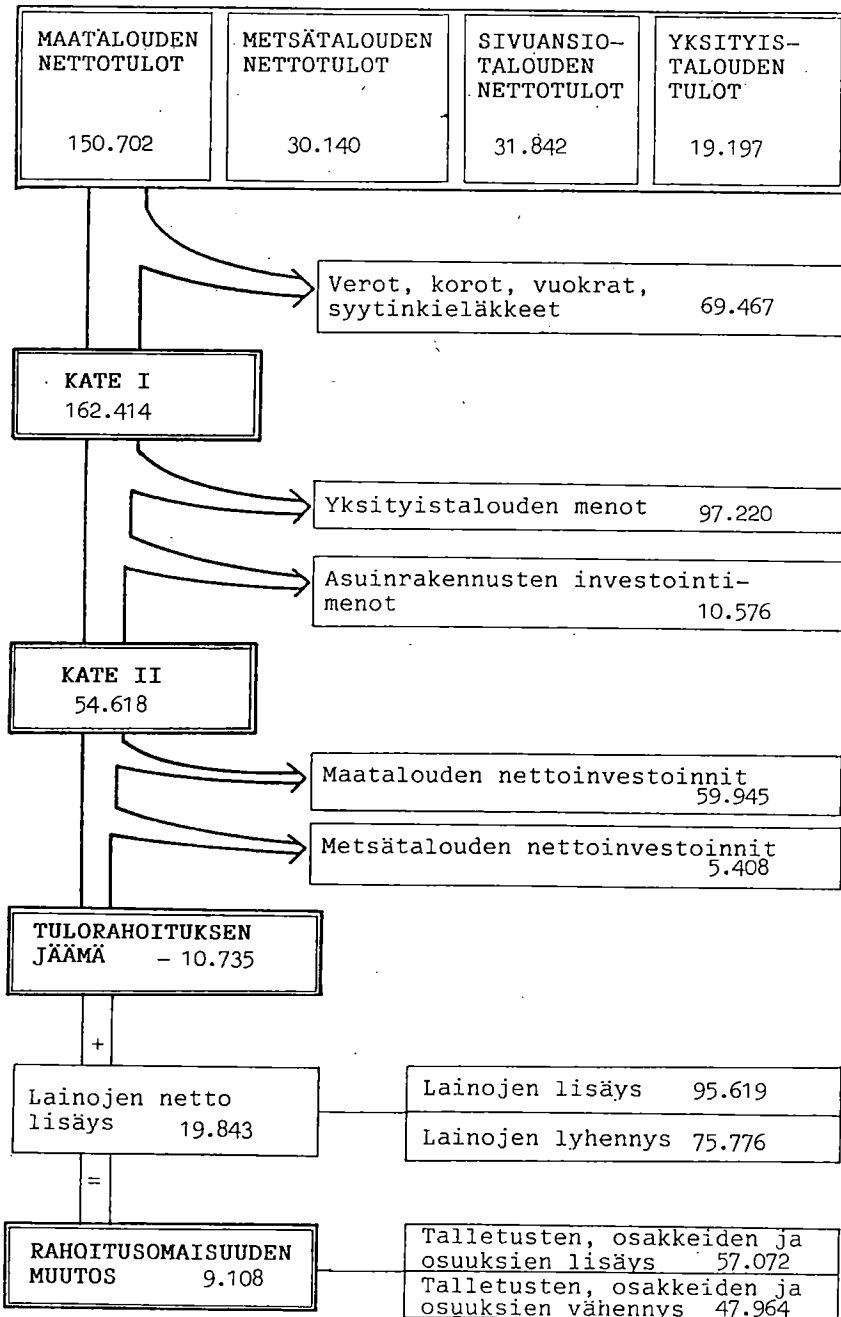 MAATALOUDEN
NETTOTULOT
150.702
METSÄTALOUDEN
NETTOTULOT
30.140
SIVUANSIO-
TALOUDEN
NETTOTULOT
31.842
YKSITYIS-
TALOUDEN
TULOT
19.197
Verot, korot, vuokrat,
syytinkieläkkeet 69.467
KATE I
162.414
Yksityistalouden menot 97.220
Asuinrakennusten investointi-
menot 10.576
KATE II
54.618
Maatalouden nettoinvestoinnit
59.945
Metsätalouden nettoinvestoinnit
5.408
TULORAHOITUKSEN
JÄÄMÄ - 10.735
+
Lainojen netto
lisäys 19.843
Lainojen lisäys 95.619
Lainojen lyhennys 75.776
=
RAHOITUSOMAISUUDEN
MUUTOS 9.108
Talletusten, osakkeiden ja
osuuksien lisäys 57.072
Talletusten, osakkeiden ja
osuuksien vähennys 47.964